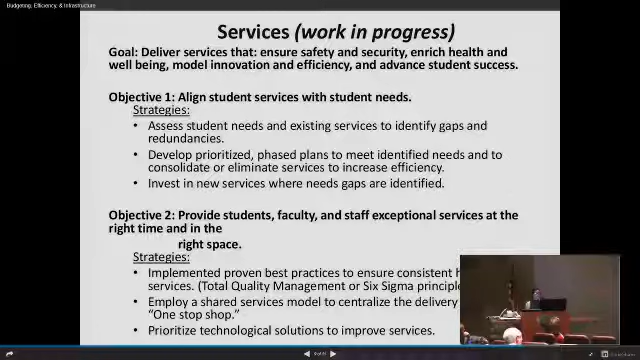 Budgeting, Efficiency, & Infrastructure
Services (work in progress)
Goal: Deliver services that: ensure safety and security, enrich health and
well being, model innovation and efficiency, and advance student success.
Objective 1: Align student services with student needs.
Strategies:
• Assess student needs and existing services to identify gaps and
redundancies.
• Develop prioritized, phased plans to meet identified needs and to
consolidate or eliminate services to increase efficiency.
• Invest in new services where needs gaps are identified.
Objective 2: Provide students, faculty, and staff exceptional services at the
right time and in the
right space.
Strategies:
• Implemented proven best practices to ensure consistent
services. (Total Quality Management or Six Sigma principle
• Employ a shared services model to centralize the delivery
“One stop shop.”
• Prioritize technological solutions to improve services.